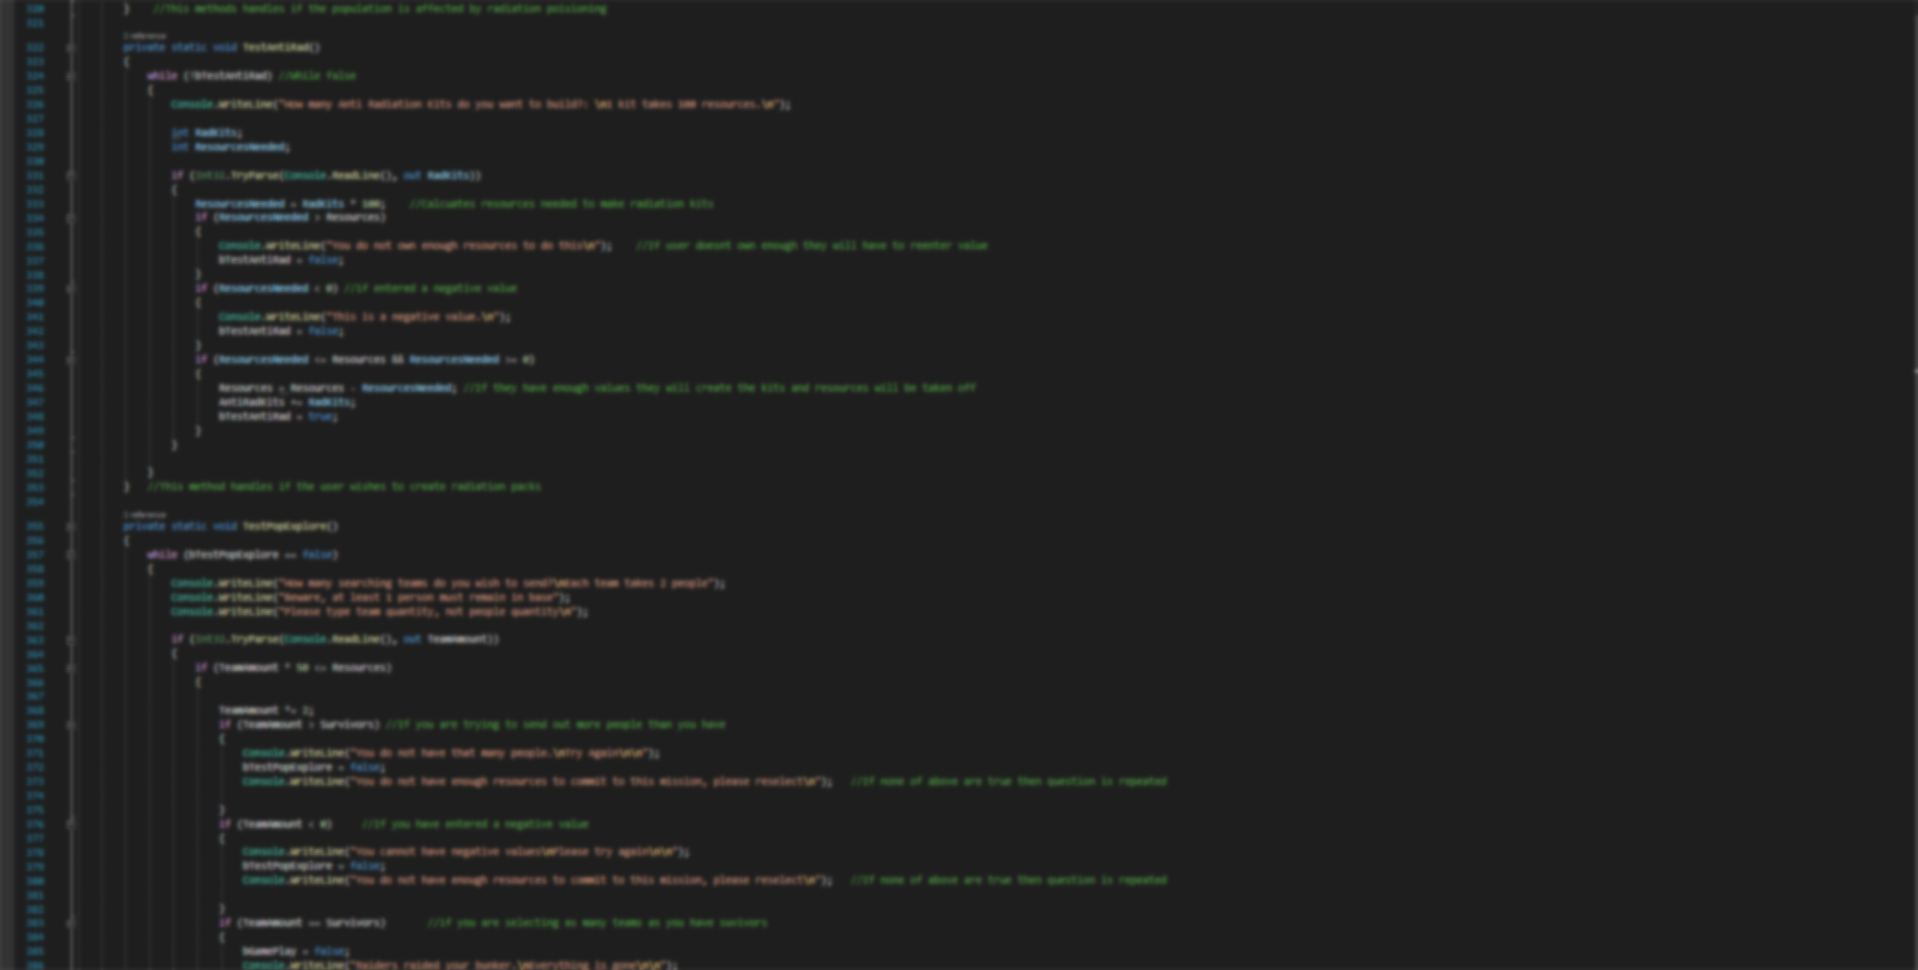 320 } //This methods handles if the population is affected by radiation poisioning
321
1 reference
322 private static void TestAntiRad()
323 {
324 while (!bTestAntiRad) //While false
325 {
326 Console.WriteLine("How many Anti Radiation Kits do you want to build?: \n1 kit takes 100 resources.\n");
327
328 int RadKits;
329 int ResourcesNeeded;
330
331 if (Int32.TryParse(Console.ReadLine(), out RadKits))
332 {
333 ResourcesNeeded = RadKits * 100; //Calcuates resources needed to make radiation kits
334 if (ResourcesNeeded > Resources)
335 {
336 Console.WriteLine("You do not own enough resources to do this\n"); //If user doesnt own enough they will have to reenter value
337 bTestAntiRad = false;
338 }
339 if (ResourcesNeeded < 0) //if entered a negative value
340 {
341 Console.WriteLine("This is a negative value.\n");
342 bTestAntiRad = false;
343 }
344 if (ResourcesNeeded <= Resources && ResourcesNeeded >= 0)
345 {
346 Resources = Resources - ResourcesNeeded; //If they have enough values they will create the kits and resources will be taken off
347 AntiRadKits += RadKits;
348 bTestAntiRad = true;
349 }
350 }
351
352 }
353 } //This method handles if the user wishes to create radiation packs
354
1 reference
355 private static void TestPopExplore()
356 {
357 while (bTestPopExplore == false)
358 {
359 Console.WriteLine("How many searching teams do you wish to send?\nEach team takes 2 people");
360 Console.WriteLine("Beware, at least 1 person must remain in base");
361 Console.WriteLine("Please type team quantity, not people quantity\n");
362
363 if (Int32.TryParse(Console.ReadLine(), out TeamAmount))
364 {
365 if (TeamAmount * 50 <= Resources)
366 {
367
368 TeamAmount *= 2;
369 if (TeamAmount > Survivors) //If you are trying to send out more people than you have
370 {
371 Console.WriteLine("You do not have that many people.\nTry again\n\n");
372 bTestPopExplore = false;
373 Console.WriteLine("You do not have enough resources to commit to this mission, please reselect\n"); //If none of above are true then question is repeated
374
375 }
376 if (TeamAmount < 0) //If you have entered a negative value
377 {
378 Console.WriteLine("You cannot have negative values\nPlease try again\n\n");
379 bTestPopExplore = false;
380 Console.WriteLine("You do not have enough resources to commit to this mission, please reselect\n"); //If none of above are true then question is repeated
381
382 }
383 if (TeamAmount == Survivors) //if you are selecting as many teams as you have suvivors
384 {
385 bGamePlay = false;
386 Console.WriteLine("Raiders raided your bunker.\nEverything is gone\n\n");